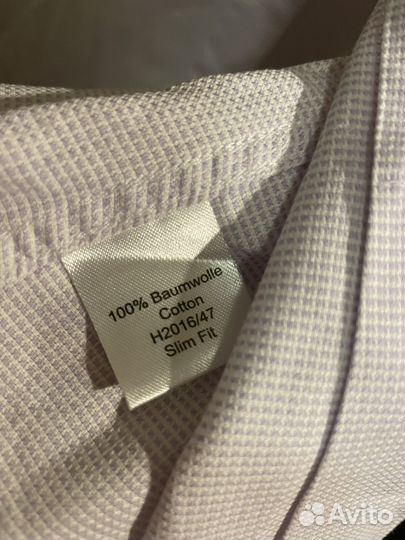 100% Baumwolle
Cotton
H2016/47
Slim Fit
Avito